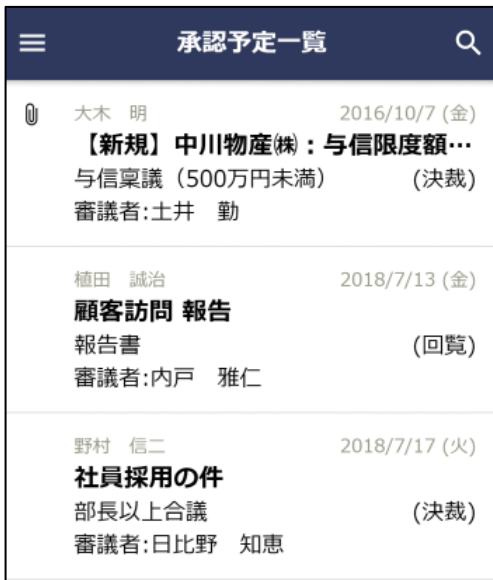 承認予定一覧
大木　明 2016/10/7 (金)
【新規】中川物産㈱：与信限度額…
与信稟議（500万円未満） (決裁)
審議者:土井　勤
植田　誠治 2018/7/13 (金)
顧客訪問 報告
報告書 (回覧)
審議者:内戸　雅仁
野村　信二 2018/7/17 (火)
社員採用の件
部長以上合議 (決裁)
審議者:日比野　知恵